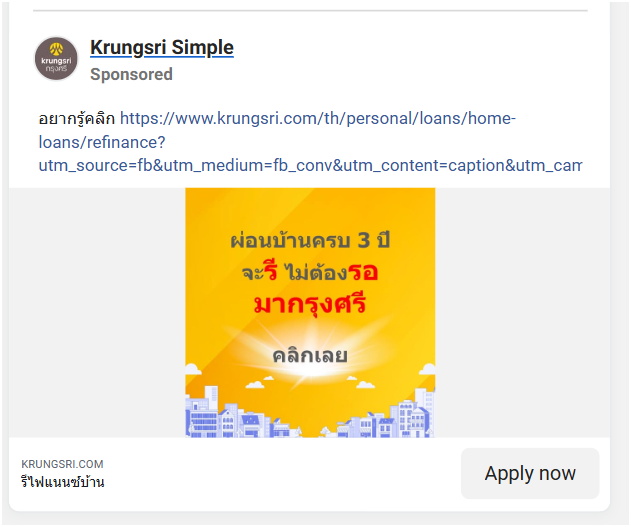 krungsri
กรุงศรี
Krungsri Simple
Sponsored
อยากรู้คลิก https://www.krungsri.com/th/personal/loans/home-
loans/refinance?
utm_source=fb&utm_medium=fb_conv&utm_content=caption&utm_cam
ผ่อนบ้านครบ 3 ปี
จะรี ไม่ต้องรอ
มากรุงศรี
คลิกเลย
KRUNGSRI.COM
รีไฟแนนซ์บ้าน
Apply now